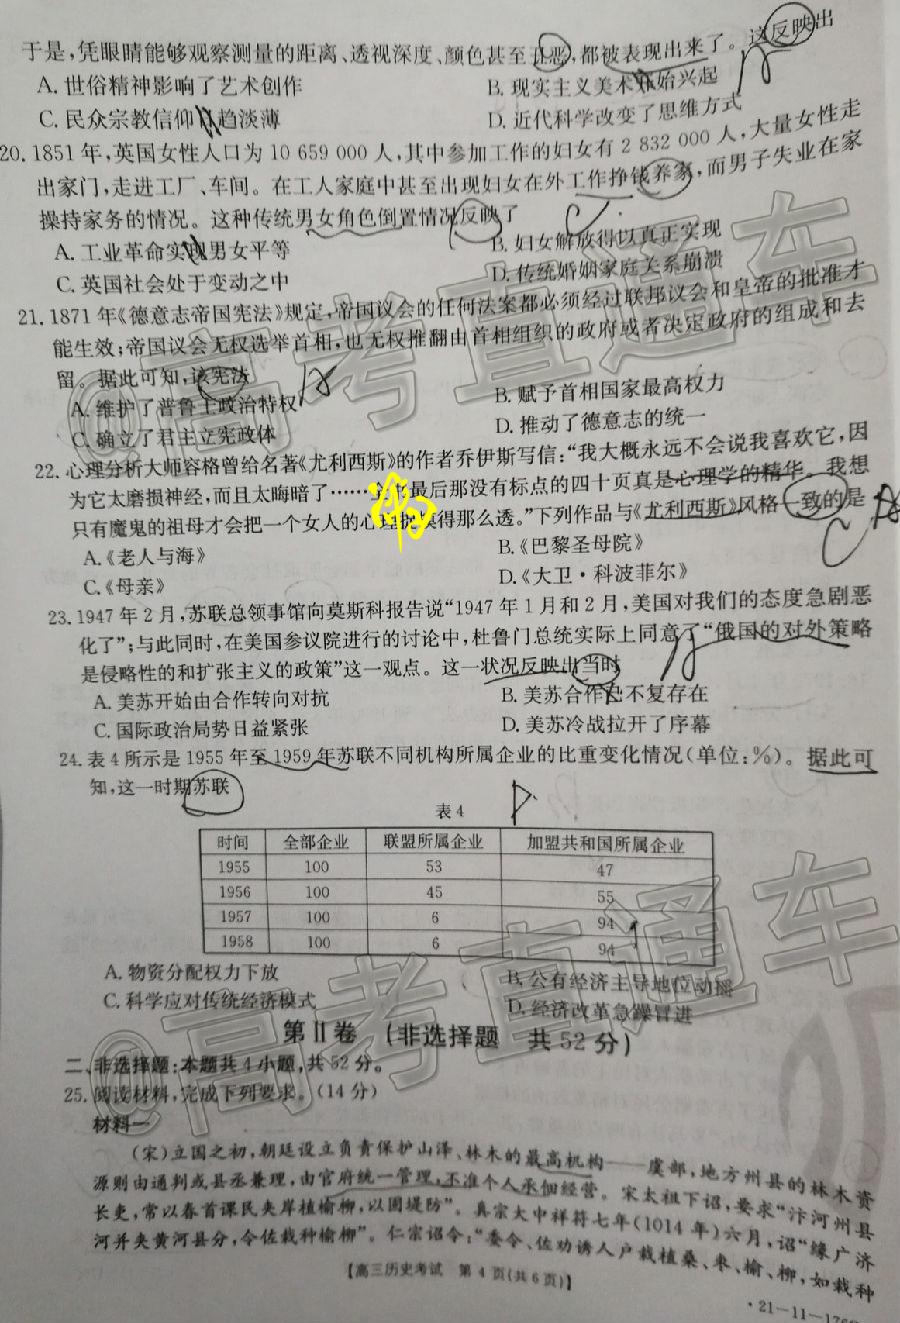 于是,凭眼睛能够观察测量的距离、透视深度、颜色甚至丑恶,都被表现出来了。这反映出
A. 世俗精神影响了艺术创作
B. 现实主义美术开始兴起
C. 民众宗教信仰日趋淡薄
D. 近代科学改变了思维方式
20. 1851年,英国女性人口为10 659 000人,其中参加工作的妇女有2 832 000人,大量女性走
出家门,走进工厂、车间。在工人家庭中甚至出现妇女在外工作挣钱养家,而男子失业在家
操持家务的情况。这种传统男女角色倒置情况反映了
A. 工业革命实现男女平等
B. 妇女解放得以真正实现
C. 英国社会处于变动之中
D. 传统婚姻家庭关系崩溃
21. 1871年《德意志帝国宪法》规定,帝国议会的任何法案都必须经过联邦议会和皇帝的批准才
能生效;帝国议会无权选举首相,也无权推翻由首相组织的政府或者决定政府的组成和去
留。据此可知,该宪法
A. 维护了普鲁士政治特权
B. 赋予首相国家最高权力
C. 确立了君主立宪政体
D. 推动了德意志的统一
22. 心理分析大师容格曾给名著《尤利西斯》的作者乔伊斯写信:“我大概永远不会说我喜欢它,因
为它太磨损神经,而且太晦暗了……最后那没有标点的四十页真是心理学的精华。我想
只有魔鬼的祖母才会把一个女人的心理得那么透。”下列作品与《尤利西斯》风格一致的是
A.《老人与海》
B.《巴黎圣母院》
C.《母亲》
D.《大卫·科波菲尔》
23. 1947年2月,苏联总领事馆向莫斯科报告说“1947年1月和2月,美国对我们的态度急剧恶
化了”;与此同时,在美国参议院进行的讨论中,杜鲁门总统实际上同意了“俄国的对外策略
是侵略性的和扩张主义的政策”这一观点。这一状况反映出当时
A. 美苏开始由合作转向对抗
B. 美苏合作已不复存在
C. 国际政治局势日益紧张
D. 美苏冷战拉开了序幕
24. 表4所示是1955年至1959年苏联不同机构所属企业的比重变化情况(单位:%)。据此可
知,这一时期苏联
表4
时间 全部企业 联盟所属企业 加盟共和国所属企业
1955 100 53 47
1956 100 45 55
1957 100 6 94
1958 100 6 94
A. 物资分配权力下放
B. 公有经济主导地位动摇
C. 科学应对传统经济模式
D. 经济改革急躁冒进
第Ⅱ卷 (非选择题 共52分)
二、非选择题:本题共4小题,共52分。
25. 阅读材料,完成下列要求。(14分)
材料一
(宋)立国之初,朝廷设立负责保护山泽、林木的最高机构——虞部,地方州县的林木资
源则由通判或县丞兼理,由官府统一管理,不准个人承佃经营。宋太祖下诏,要求“汴河州县
长吏,常以春首课民夹岸植榆柳,以固堤防”。真宗大中祥符七年(1014年)六月,诏“缘广济
河并夹黄河县分,令佐栽种榆柳”。仁宗诏令:“委令、佐劝诱人户栽植桑、枣、榆、柳,如栽种
【高三历史考试 第4页(共6页)】
·21-11-176
@高考直通车
@高考直通车